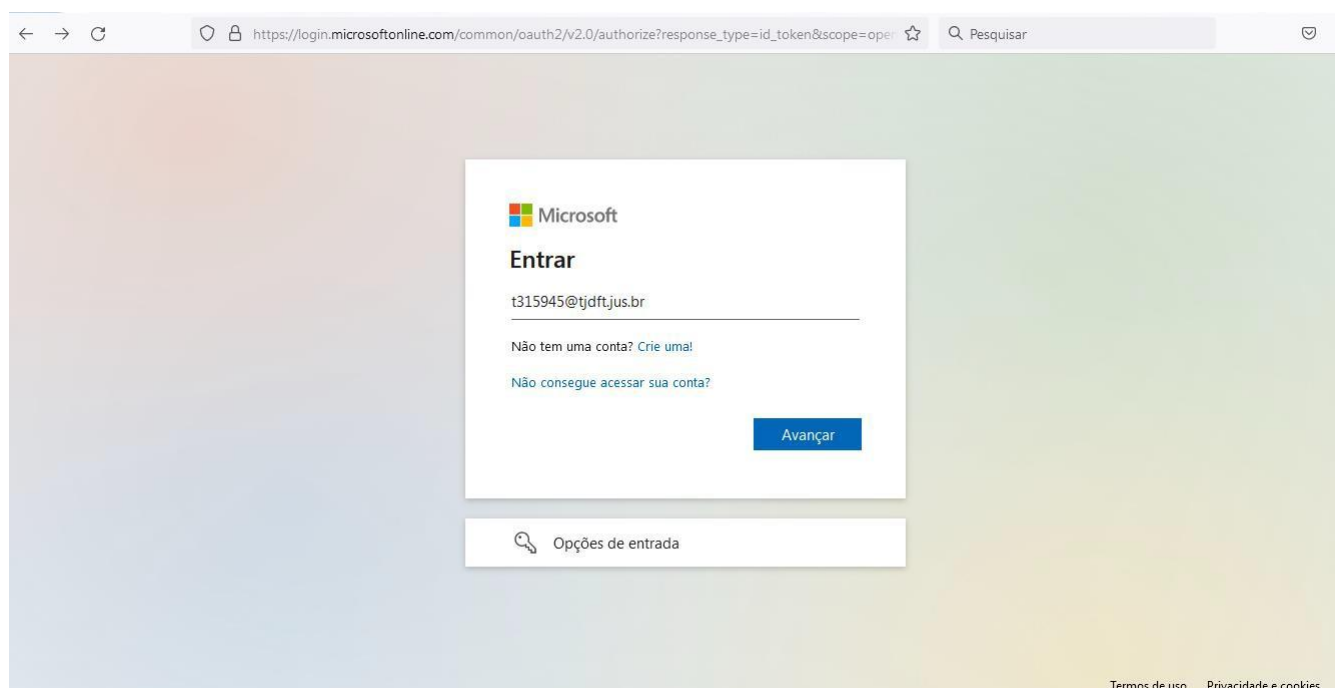 https://login.microsoftonline.com/common/oauth2/v2.0/authorize?response_type=id_token&scope=oper
Pesquisar
Microsoft
Entrar
t315945@tjdft.jus.br
Não tem uma conta? Crie uma!
Não consegue acessar sua conta?
Avançar
Opções de entrada
Termos de uso Privacidade e cookies